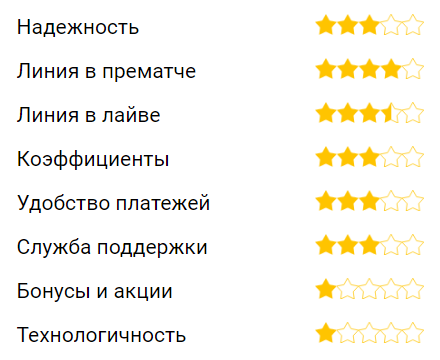 Надежность
Линия в прематче
Линия в лайве
Коэффициенты
Удобство платежей
Служба поддержки
Бонусы и акции
Технологичность